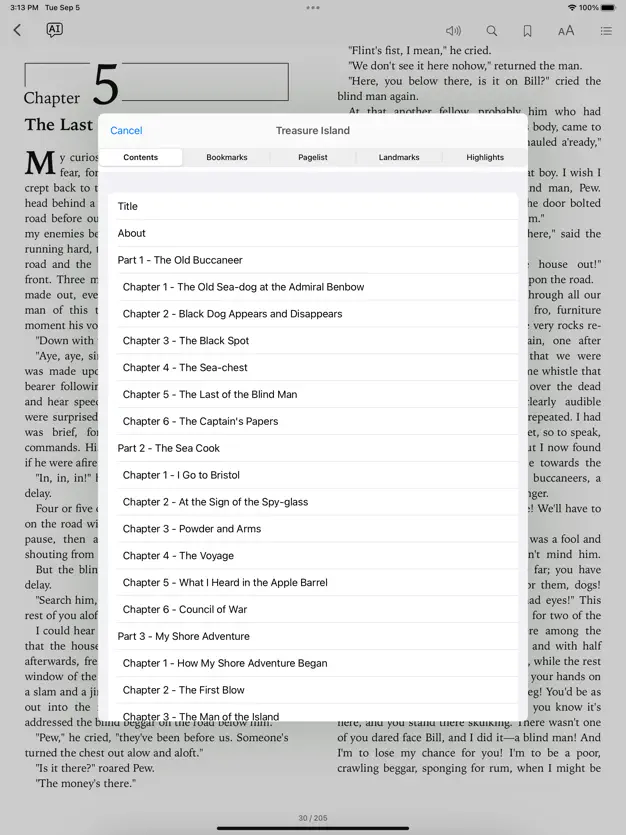 3:13 PM Tue Sep 5
100%
AI
AA
Chapter 5
The Last
My curios
fear, for
crept back to t
head behind a
road before ou
my enemies be
running hard, t
road and the
front. Three m
made out, eve
man of this t
moment his vo
"Down with
"Aye, aye, sir
was made upo
bearer followin
and hear speec
were surprised
was brief, for
commands. Hi
if he were afire
"In, in, in!" h
delay.
Four or five o
on the road wi
pause, then a
shouting from
But the blin
delay.
"Search him,
rest of you alof
I could hear
that the house
afterwards, fre
window of the
a slam and a ji
out into the
addressed the blind beggar on the road below him.
"Pew," he cried, "they've been before us. Someone's
turned the chest out alow and aloft."
"Is it there?" roared Pew.
"The money's there."
"Flint's fist, I mean," he cried.
"We don't see it here nohow," returned the man.
"Here, you below there, is it on Bill?" cried the
blind man again.
At that another fellow, probably him who had
body, came to
hauled a'ready,"
at boy. I wish I
nd man, Pew.
he door bolted
m."
here," said the
house out!"
pon the road.
hrough all our
fro, furniture
very rocks re-
ain, one after
that we were
me whistle that
over the dead
learly audible
repeated. I had
et, so to speak,
ut I now found
e towards the
buccaneers, a
nger.
e! We'll have to
was a fool and
n't mind him.
far; you have
or them, dogs!
ad eyes!" This
for two of the
re among the
and with half
, while the rest
your hands on
eg! You'd be as
you know it's
here, and you stand there skulking. There wasn't one
of you dared face Bill, and I did it—a blind man! And
I'm to lose my chance for you! I'm to be a poor,
crawling beggar, sponging for rum, when I might be
Cancel
Treasure Island
Contents
Bookmarks
Pagelist
Landmarks
Highlights
Title
About
Part 1 - The Old Buccaneer
Chapter 1 - The Old Sea-dog at the Admiral Benbow
Chapter 2 - Black Dog Appears and Disappears
Chapter 3 - The Black Spot
Chapter 4 - The Sea-chest
Chapter 5 - The Last of the Blind Man
Chapter 6 - The Captain's Papers
Part 2 - The Sea Cook
Chapter 1 - I Go to Bristol
Chapter 2 - At the Sign of the Spy-glass
Chapter 3 - Powder and Arms
Chapter 4 - The Voyage
Chapter 5 - What I Heard in the Apple Barrel
Chapter 6 - Council of War
Part 3 - My Shore Adventure
Chapter 1 - How My Shore Adventure Began
Chapter 2 - The First Blow
Chapter 3 - The Man of the Island
30 / 205